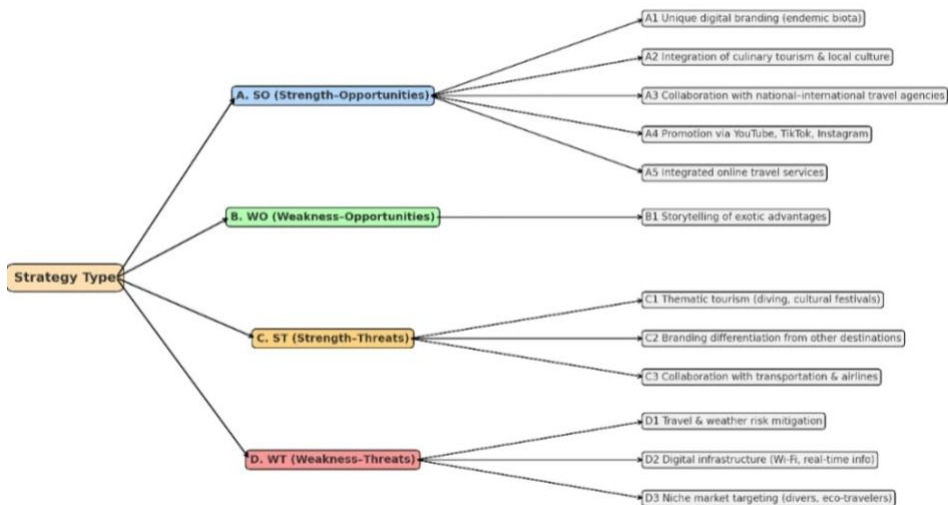 Strategy Type
A. SO (Strength–Opportunities)
A1 Unique digital branding (endemic biota)
A2 Integration of culinary tourism & local culture
A3 Collaboration with national–international travel agencies
A4 Promotion via YouTube, TikTok, Instagram
A5 Integrated online travel services
B. WO (Weakness–Opportunities)
B1 Storytelling of exotic advantages
C. ST (Strength–Threats)
C1 Thematic tourism (diving, cultural festivals)
C2 Branding differentiation from other destinations
C3 Collaboration with transportation & airlines
D. WT (Weakness–Threats)
D1 Travel & weather risk mitigation
D2 Digital infrastructure (Wi-Fi, real-time info)
D3 Niche market targeting (divers, eco-travelers)